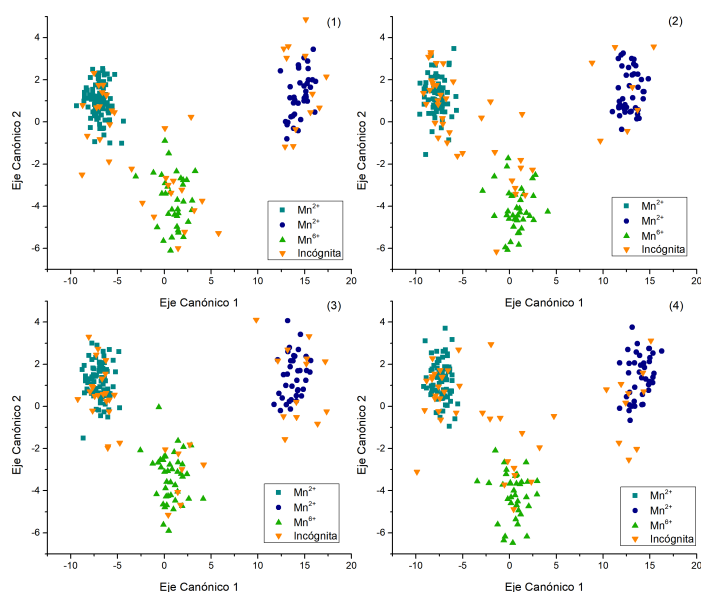 (1)
4
2
0
-2
-4
-6
Eje Canónico 2
Mn2+
Mn2+
Mn6+
Incógnita
-10 -5 0 5 10 15 20
Eje Canónico 1
(2)
4
2
0
-2
-4
-6
Eje Canónico 2
Mn2+
Mn2+
Mn6+
Incógnita
-10 -5 0 5 10 15 20
Eje Canónico 1
(3)
4
2
0
-2
-4
-6
Eje Canónico 2
Mn2+
Mn2+
Mn6+
Incógnita
-10 -5 0 5 10 15 20
Eje Canónico 1
(4)
4
2
0
-2
-4
-6
Eje Canónico 2
Mn2+
Mn2+
Mn6+
Incógnita
-10 -5 0 5 10 15 20
Eje Canónico 1